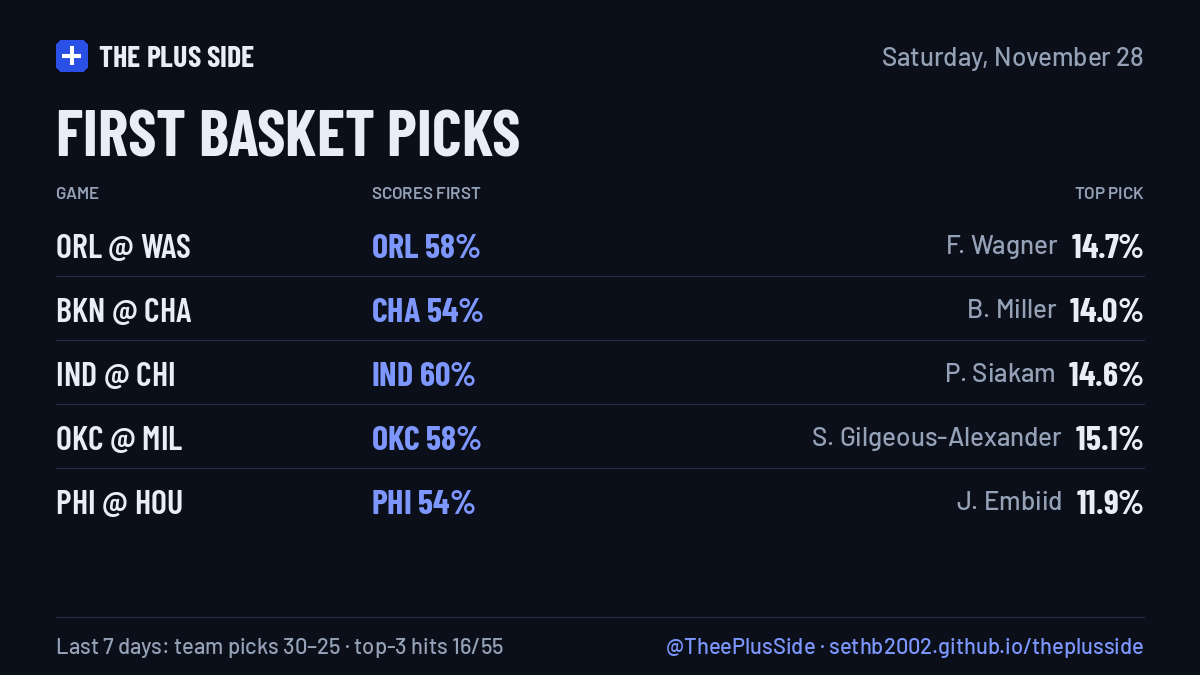 THE PLUS SIDE Saturday, November 28
FIRST BASKET PICKS
GAME SCORES FIRST TOP PICK
ORL @ WAS ORL 58% F. Wagner 14.7%
BKN @ CHA CHA 54% B. Miller 14.0%
IND @ CHI IND 60% P. Siakam 14.6%
OKC @ MIL OKC 58% S. Gilgeous-Alexander 15.1%
PHI @ HOU PHI 54% J. Embiid 11.9%
Last 7 days: team picks 30–25 · top-3 hits 16/55 @TheePlusSide · sethb2002.github.io/theplusside